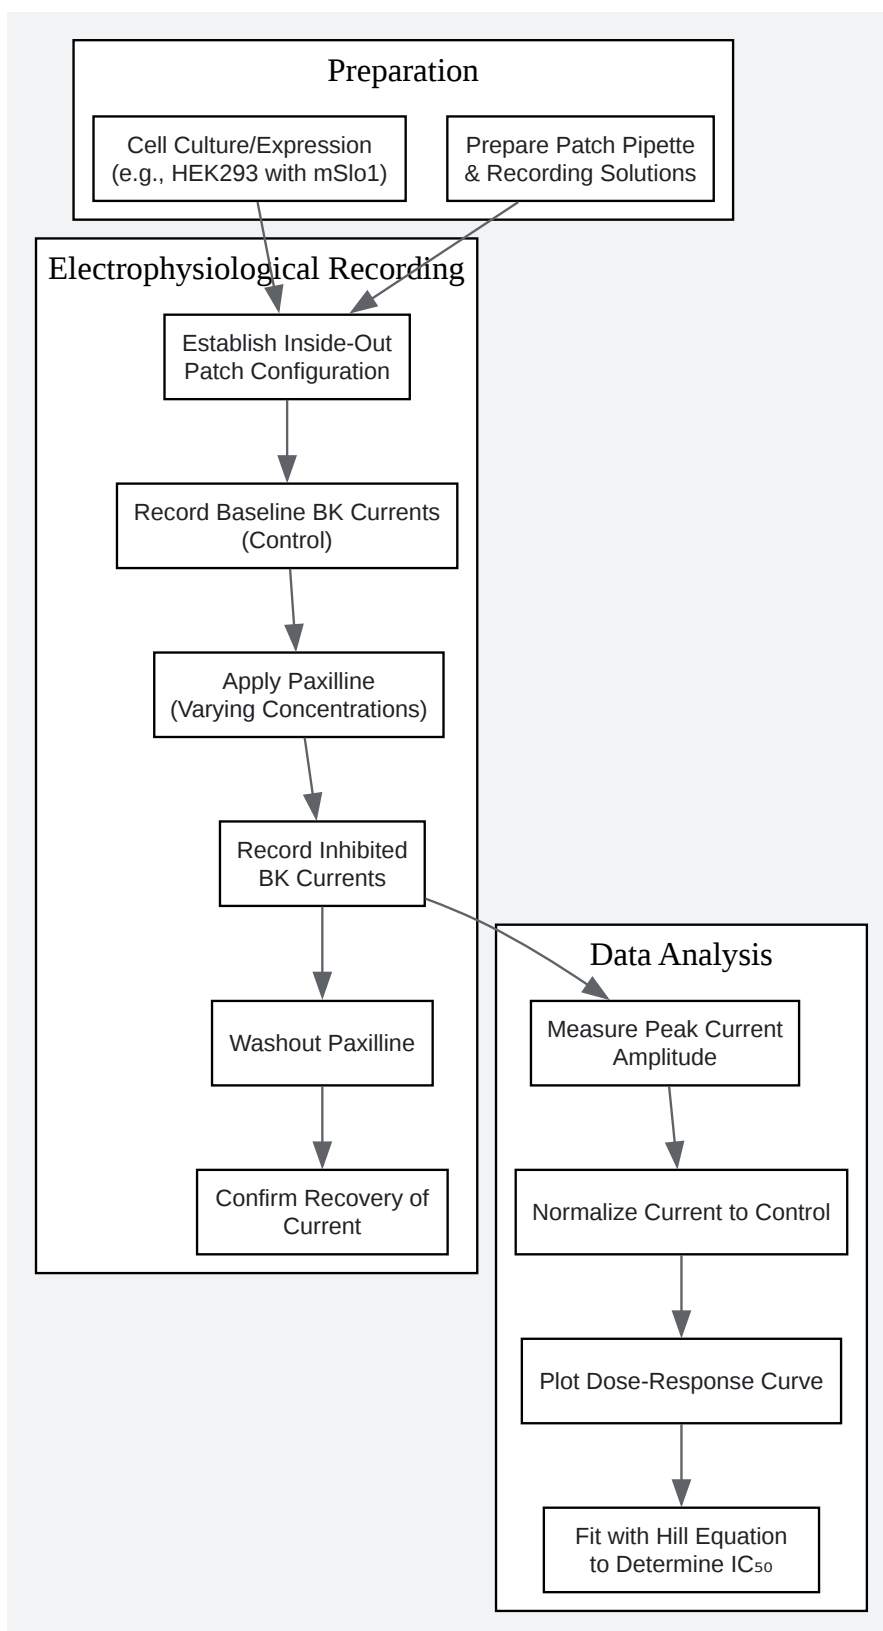 Preparation
Cell Culture/Expression
(e.g., HEK293 with mSlo1)
Prepare Patch Pipette
& Recording Solutions
Electrophysiological Recording
Establish Inside-Out
Patch Configuration
Record Baseline BK Currents
(Control)
Apply Paxilline
(Varying Concentrations)
Record Inhibited
BK Currents
Washout Paxilline
Confirm Recovery of
Current
Data Analysis
Measure Peak Current
Amplitude
Normalize Current to Control
Plot Dose-Response Curve
Fit with Hill Equation
to Determine IC₅₀